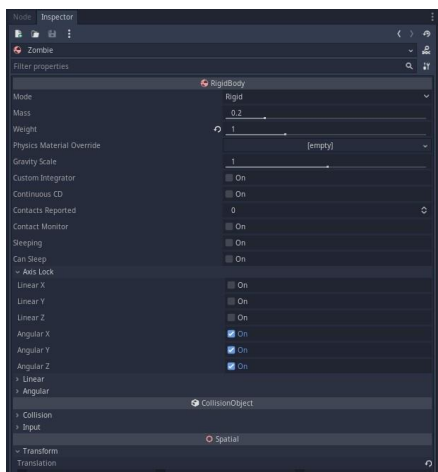 Node Inspector
Zombie
Filter properties
RigidBody
Mode Rigid
Mass 0.2
Weight 1
Physics Material Override [empty]
Gravity Scale 1
Custom Integrator On
Continuous CD On
Contacts Reported 0
Contact Monitor On
Sleeping On
Can Sleep On
Axis Lock
Linear X On
Linear Y On
Linear Z On
Angular X On
Angular Y On
Angular Z On
Linear
Angular
CollisionObject
Collision
Input
Spatial
Transform
Translation